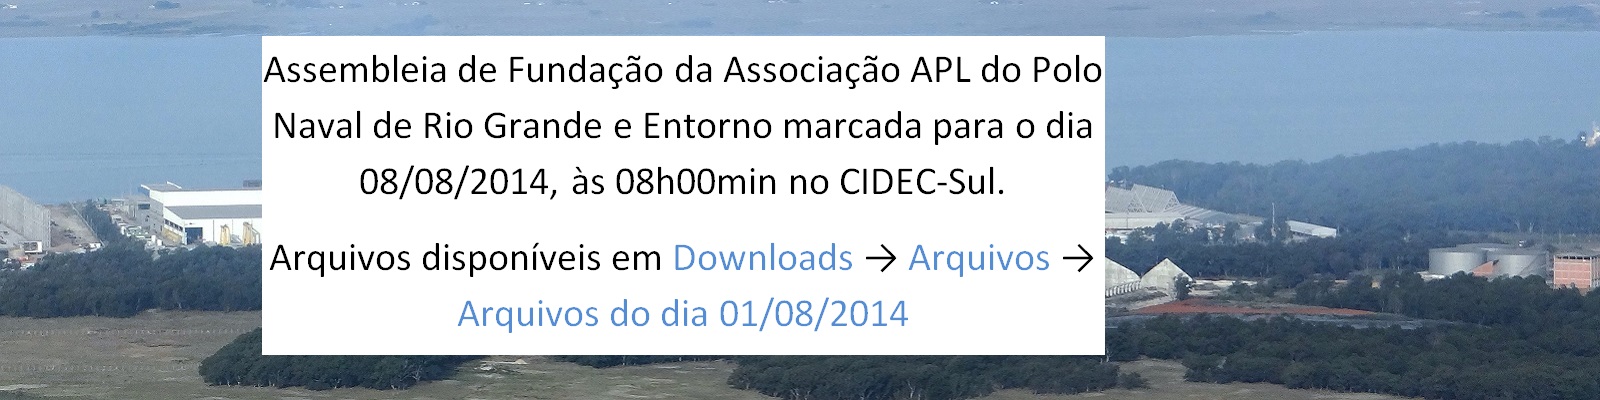 Assembleia de Fundação da Associação APL do Polo
Naval de Rio Grande e Entorno marcada para o dia
08/08/2014, às 08h00min no CIDEC-Sul.
Arquivos disponíveis em Downloads → Arquivos →
Arquivos do dia 01/08/2014